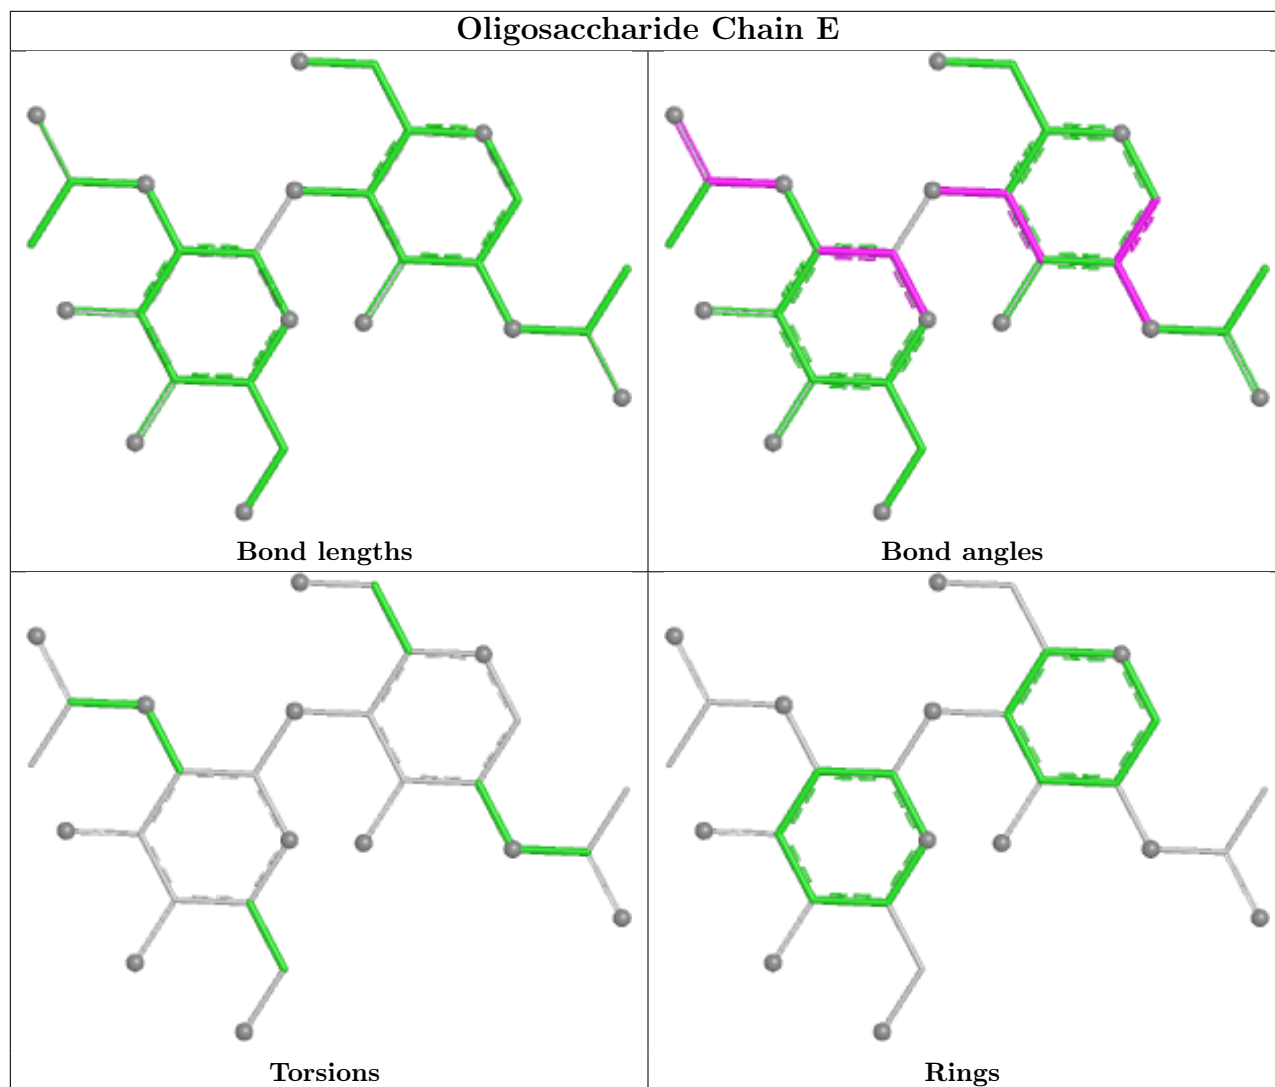 Oligosaccharide Chain E
Bond lengths
Bond angles
Torsions
Rings